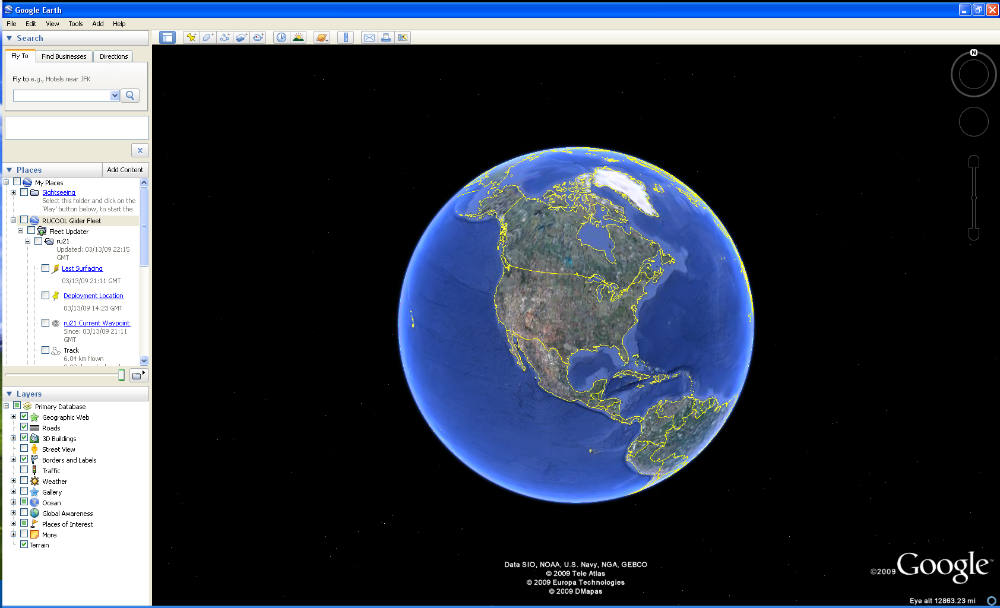 Google Earth
File Edit View Tools Add Help
Search
Fly To Find Businesses Directions
Fly to e.g., Hotels near JFK
Places Add Content
My Places
Sightseeing
Select this folder and click on the
'Play' button below, to start the
RUCOOL Glider Fleet
Fleet Updater
ru21
Updated: 03/13/09 22:15
GMT
Last Surfacing
03/13/09 21:11 GMT
Deployment Location
03/13/09 14:23 GMT
ru21 Current Waypoint
Since: 03/13/09 21:11
GMT
Track
6.04 km flown
Layers
Primary Database
Geographic Web
Roads
3D Buildings
Street View
Borders and Labels
Traffic
Weather
Gallery
Ocean
Global Awareness
Places of Interest
More
Terrain
N
Data SIO, NOAA, U.S. Navy, NGA, GEBCO
© 2009 Tele Atlas
© 2009 Europa Technologies
© 2009 DMapas
©2009 Google™
Eye alt 12863.23 mi